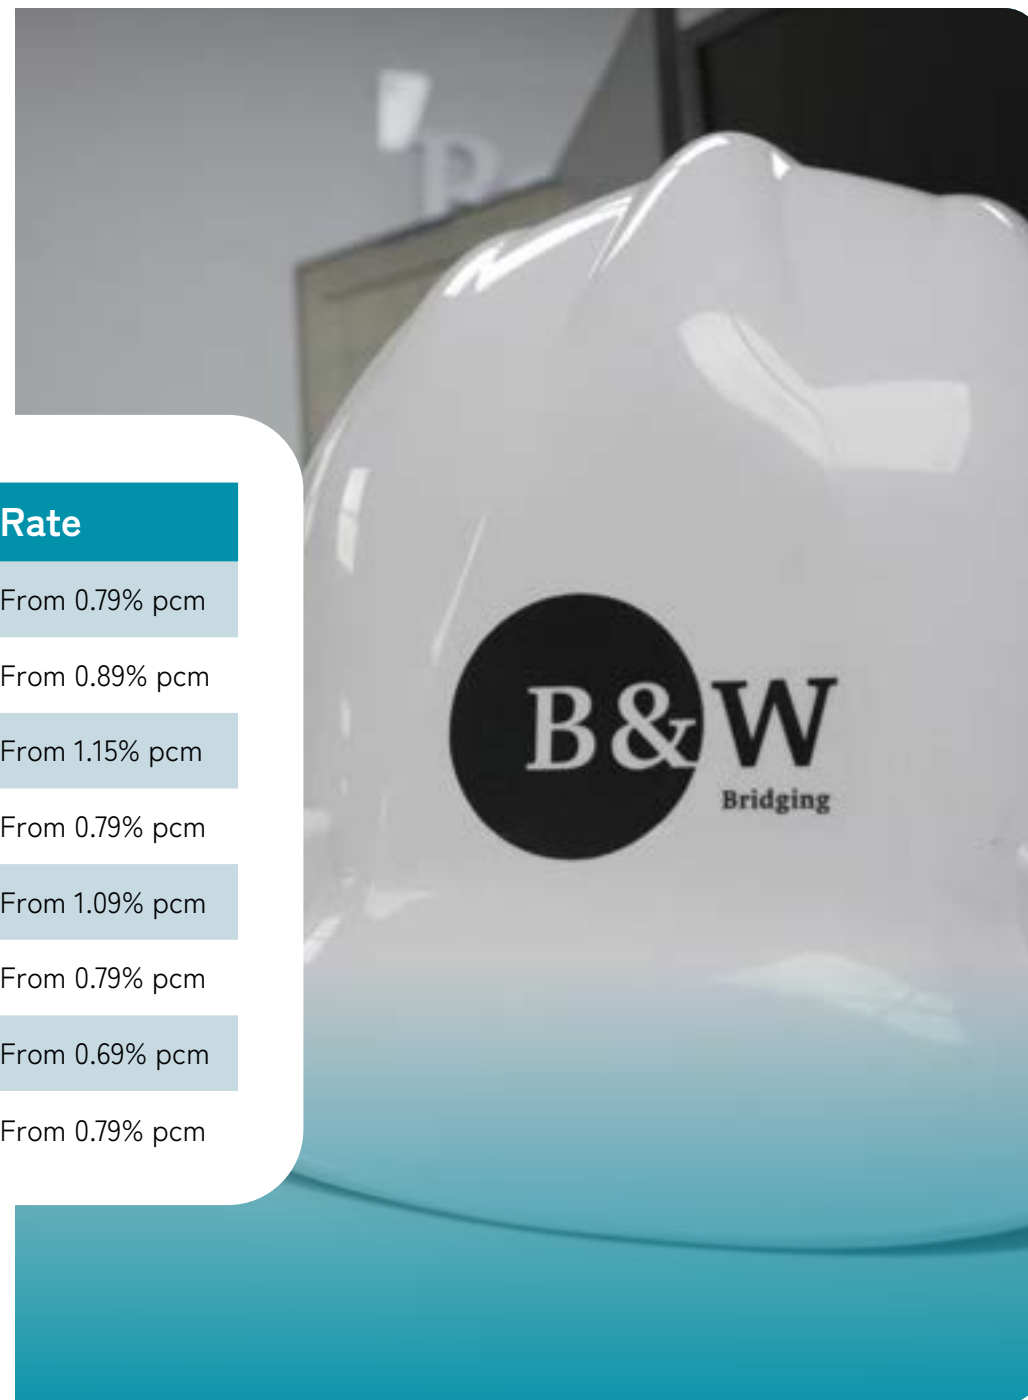 Rate
From 0.79% pcm
From 0.89% pcm
From 1.15% pcm
From 0.79% pcm
From 1.09% pcm
From 0.79% pcm
From 0.69% pcm
From 0.79% pcm
B&W
Bridging